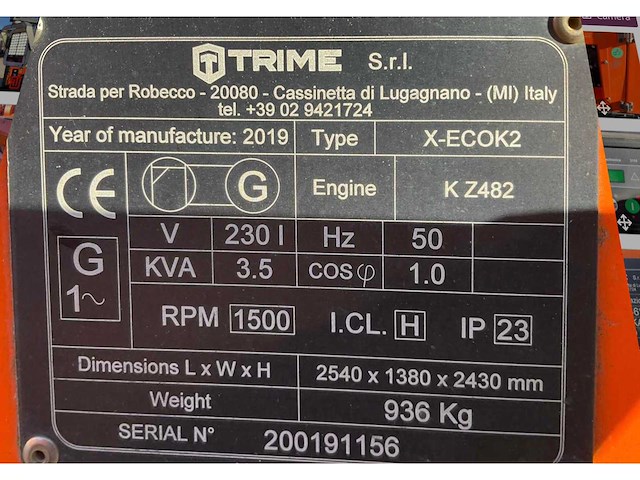 TRIME S.r.l.
Strada per Robecco - 20080 - Cassinetta di Lugagnano - (MI) Italy
tel. +39 02 9421724
Year of manufacture: 2019 Type X-ECOK2
CE G Engine K Z482
V 230 I Hz 50
G 1~ KVA 3.5 COSφ 1.0
RPM 1500 I.CL. H IP 23
Dimensions L x W x H 2540 x 1380 x 2430 mm
Weight 936 Kg
SERIAL N° 200191156
Camera